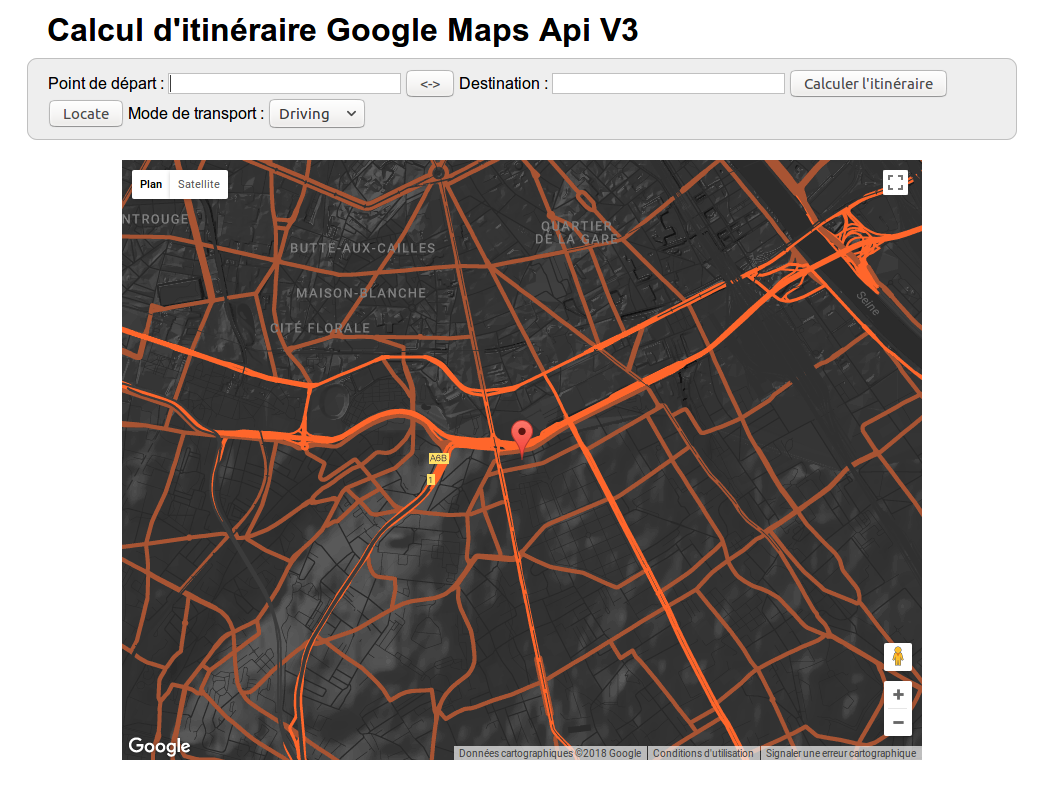 Calcul d'itinéraire Google Maps Api V3
Point de départ : <-> Destination : Calculer l'itinéraire
Locate Mode de transport : Driving
Plan Satellite
NTROUGE
QUARTIER
DE LA GARE
BUTTE-AUX-CAILLES
MAISON-BLANCHE
Seine
CITÉ FLORALE
A6B
1
Google
Données cartographiques ©2018 Google Conditions d'utilisation Signaler une erreur cartographique